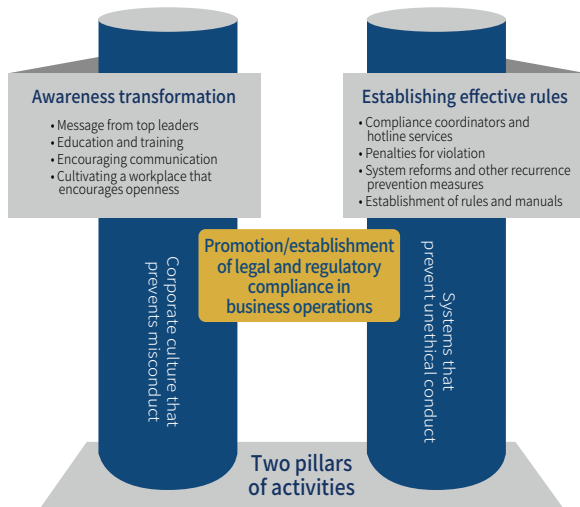 Awareness transformation
• Message from top leaders
• Education and training
• Encouraging communication
• Cultivating a workplace that
encourages openness
Establishing effective rules
• Compliance coordinators and
hotline services
• Penalties for violation
• System reforms and other recurrence
prevention measures
• Establishment of rules and manuals
Promotion/establishment
of legal and regulatory
compliance in
business operations
Corporate culture that
prevents misconduct
Systems that
prevent unethical conduct
Two pillars
of activities